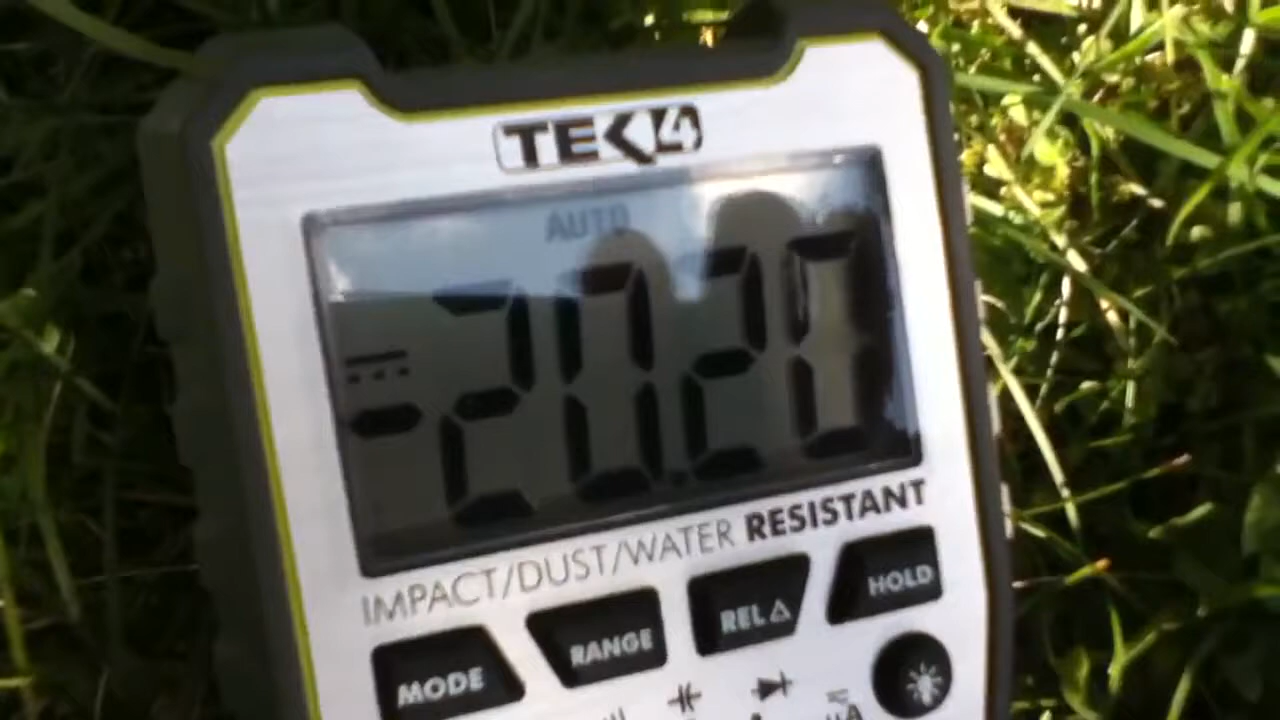 TEK4
AUTO
-20.20
IMPACT/DUST/WATER RESISTANT
MODE RANGE REL△ HOLD